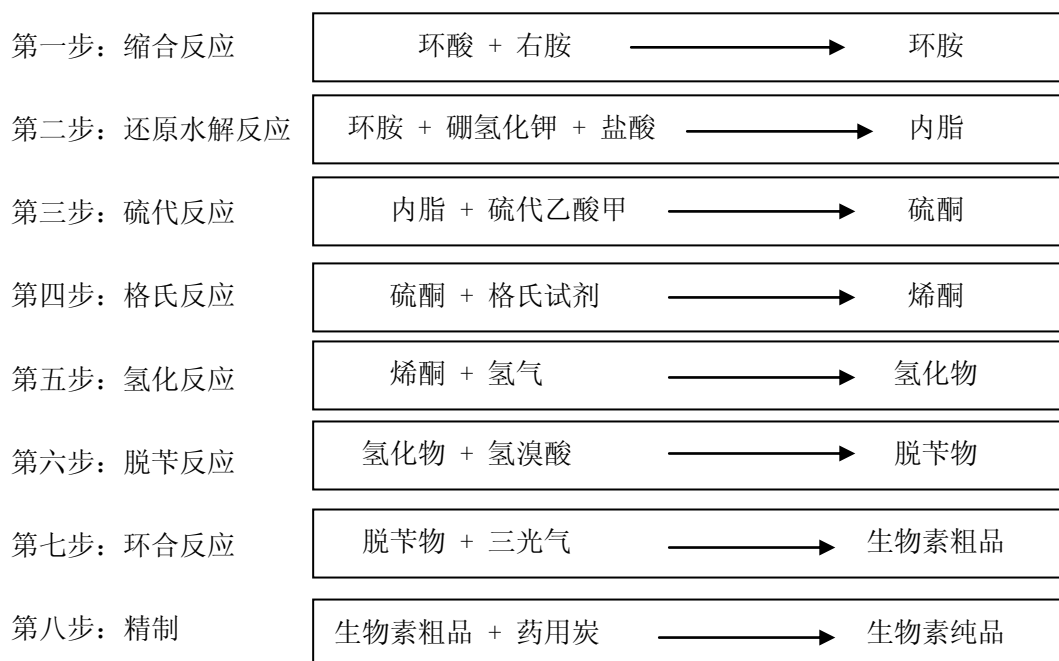 第一步：缩合反应 环酸 + 右胺 环胺
第二步：还原水解反应 环胺 + 硼氢化钾 + 盐酸 内脂
第三步：硫代反应 内脂 + 硫代乙酸甲 硫酮
第四步：格氏反应 硫酮 + 格氏试剂 烯酮
第五步：氢化反应 烯酮 + 氢气 氢化物
第六步：脱苄反应 氢化物 + 氢溴酸 脱苄物
第七步：环合反应 脱苄物 + 三光气 生物素粗品
第八步：精制 生物素粗品 + 药用炭 生物素纯品